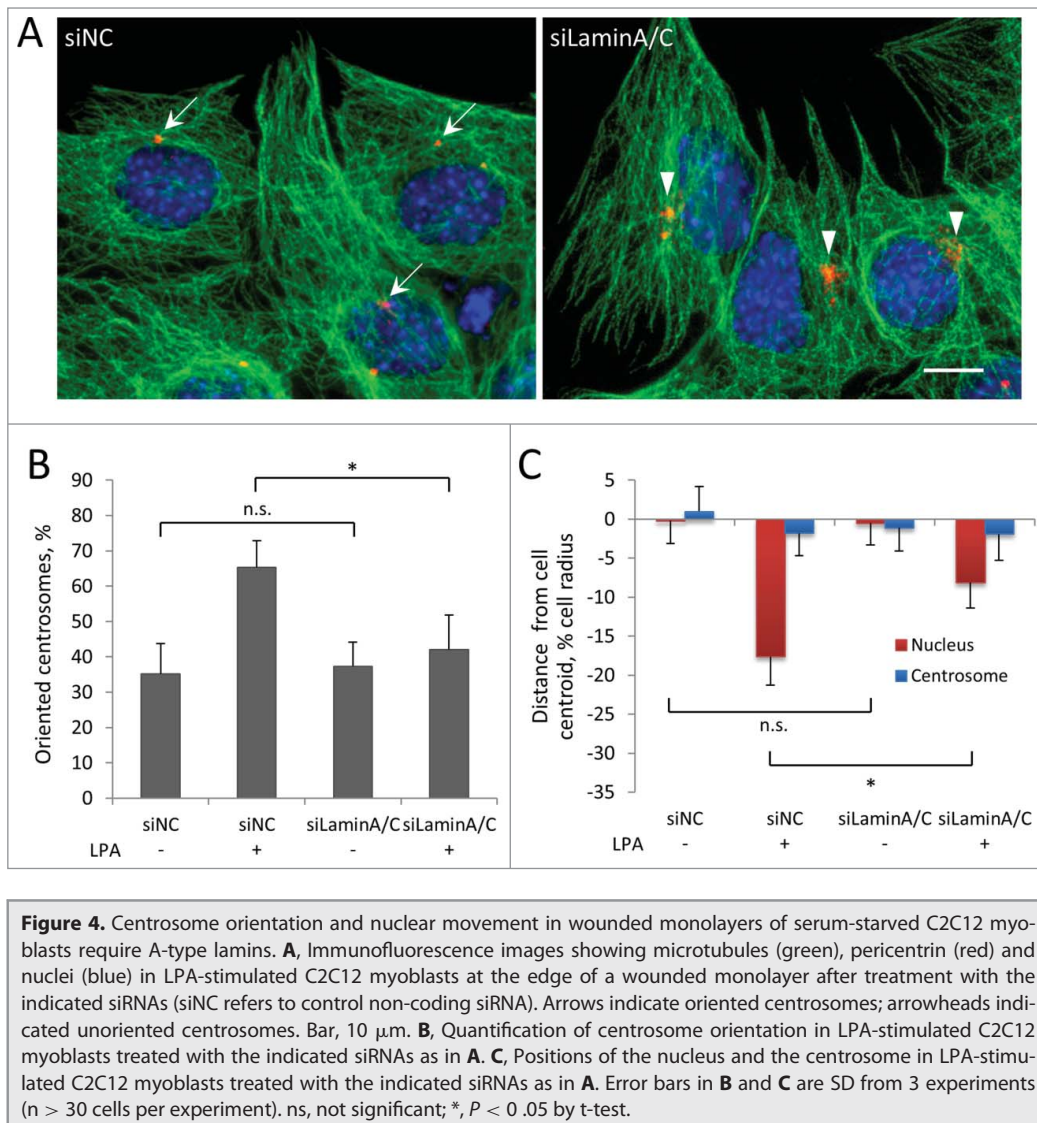 A
siNC
siLaminA/C
B
Oriented centrosomes, %
90
80
70
60
50
40
30
20
10
0
*
n.s.
siNC siNC siLaminA/C siLaminA/C
LPA - + - +
C
Distance from cell
centroid, % cell radius
5
0
-5
-10
-15
-20
-25
-30
-35
Nucleus
Centrosome
n.s.
*
siNC siNC siLaminA/C siLaminA/C
LPA - + - +
Figure 4. Centrosome orientation and nuclear movement in wounded monolayers of serum-starved C2C12 myo-
blasts require A-type lamins. A, Immunofluorescence images showing microtubules (green), pericentrin (red) and
nuclei (blue) in LPA-stimulated C2C12 myoblasts at the edge of a wounded monolayer after treatment with the
indicated siRNAs (siNC refers to control non-coding siRNA). Arrows indicate oriented centrosomes; arrowheads indi-
cated unoriented centrosomes. Bar, 10 μm. B, Quantification of centrosome orientation in LPA-stimulated C2C12
myoblasts treated with the indicated siRNAs as in A. C, Positions of the nucleus and the centrosome in LPA-stimu-
lated C2C12 myoblasts treated with the indicated siRNAs as in A. Error bars in B and C are SD from 3 experiments
(n > 30 cells per experiment). ns, not significant; *, P < 0 .05 by t-test.